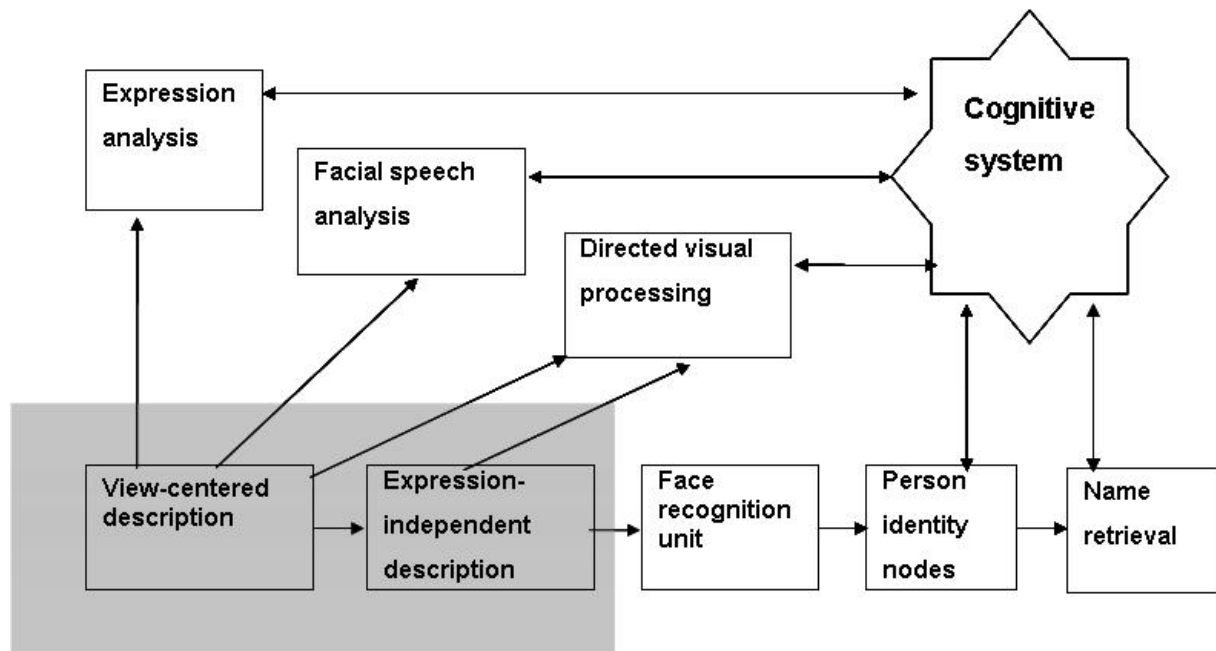 Expression
analysis
Cognitive
system
Facial speech
analysis
Directed visual
processing
View-centered
description
Expression-
independent
description
Face
recognition
unit
Person
identity
nodes
Name
retrieval